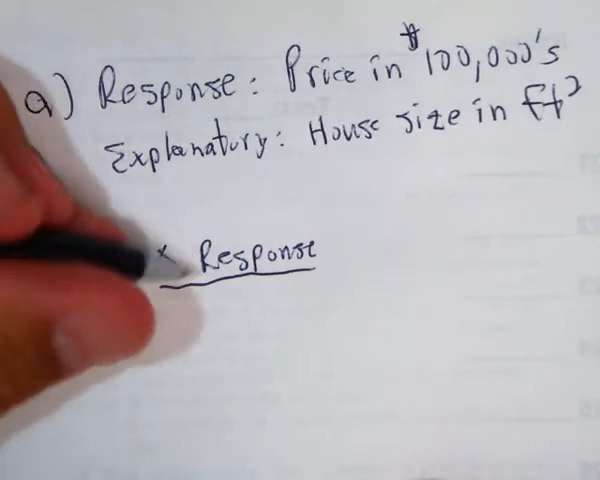 a) Response: Price in $100,000's
Explanatory: House size in ft²
x Response